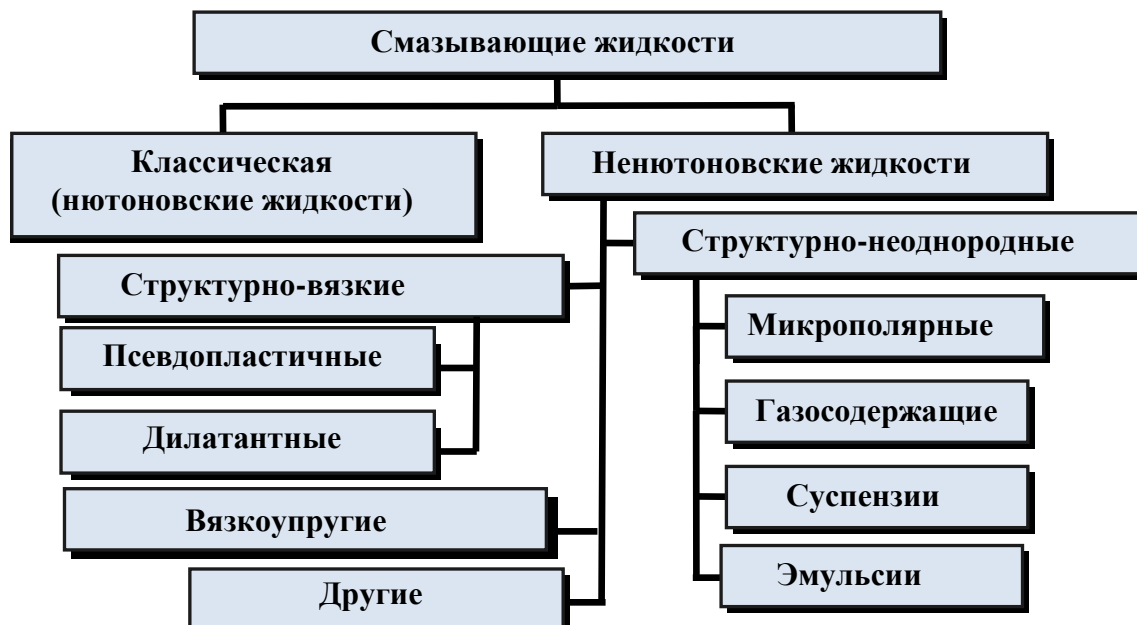 Смазывающие жидкости
Классическая
(нютоновские жидкости)
Ненютоновские жидкости
Структурно-неоднородные
Структурно-вязкие
Псевдопластичные
Дилатантные
Вязкоупругие
Другие
Микрополярные
Газосодержащие
Суспензии
Эмульсии